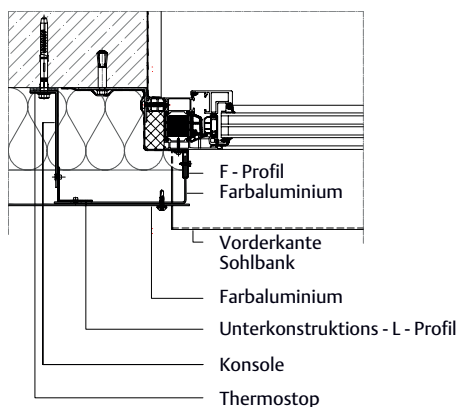 F - Profil
Farbaluminium
Vorderkante
Sohlbank
Farbaluminium
Unterkonstruktions - L - Profil
Konsole
Thermostop